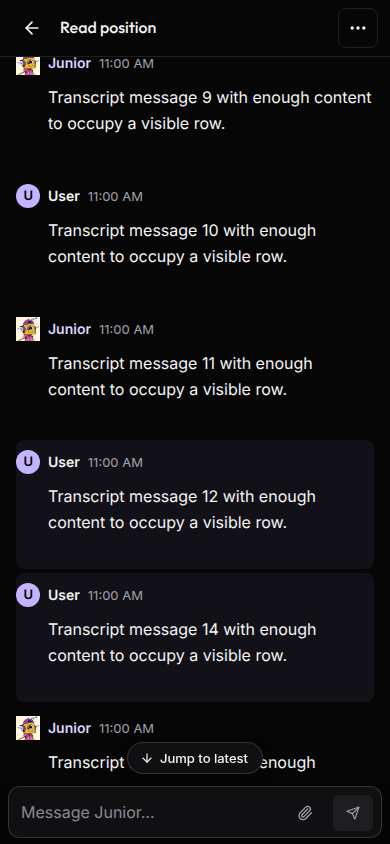 Read position
Junior 11:00 AM
Transcript message 9 with enough content
to occupy a visible row.
U User 11:00 AM
Transcript message 10 with enough
content to occupy a visible row.
Junior 11:00 AM
Transcript message 11 with enough
content to occupy a visible row.
U User 11:00 AM
Transcript message 12 with enough
content to occupy a visible row.
U User 11:00 AM
Transcript message 14 with enough
content to occupy a visible row.
Junior 11:00 AM
Transcript enough
Jump to latest
Message Junior...